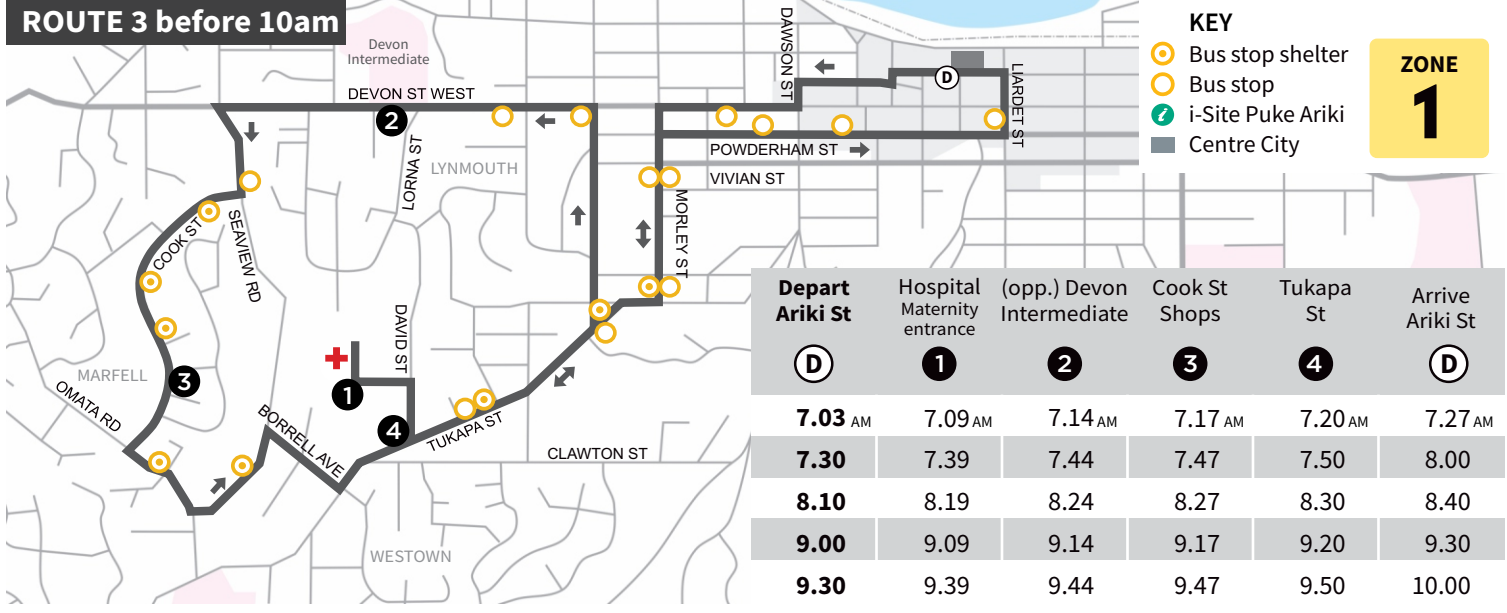 ROUTE 3 before 10am
Devon
Intermediate
DEVON ST WEST
2
LORNA ST
LYNMOUTH
DAWSON ST
D
LIARDET ST
POWDERHAM ST
VIVIAN ST
MORLEY ST
COOK ST
SEAVIEW RD
DAVID ST
MARFELL
3
OMATA RD
1
BORRELL AVE
4
TUKAPA ST
CLAWTON ST
WESTOWN
KEY
Bus stop shelter
Bus stop
i i-Site Puke Ariki
Centre City
ZONE
1
Depart Ariki St Hospital Maternity entrance (opp.) Devon Intermediate Cook St Shops Tukapa St Arrive Ariki St
D 1 2 3 4 D
7.03 AM 7.09 AM 7.14 AM 7.17 AM 7.20 AM 7.27 AM
7.30 7.39 7.44 7.47 7.50 8.00
8.10 8.19 8.24 8.27 8.30 8.40
9.00 9.09 9.14 9.17 9.20 9.30
9.30 9.39 9.44 9.47 9.50 10.00